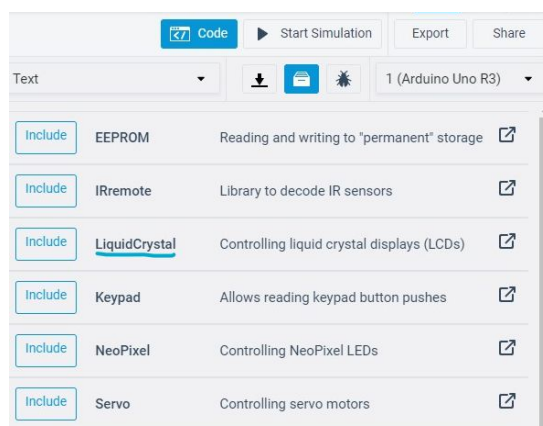 Code Start Simulation Export Share
Text 1 (Arduino Uno R3)
Include EEPROM Reading and writing to "permanent" storage
Include IRremote Library to decode IR sensors
Include LiquidCrystal Controlling liquid crystal displays (LCDs)
Include Keypad Allows reading keypad button pushes
Include NeoPixel Controlling NeoPixel LEDs
Include Servo Controlling servo motors